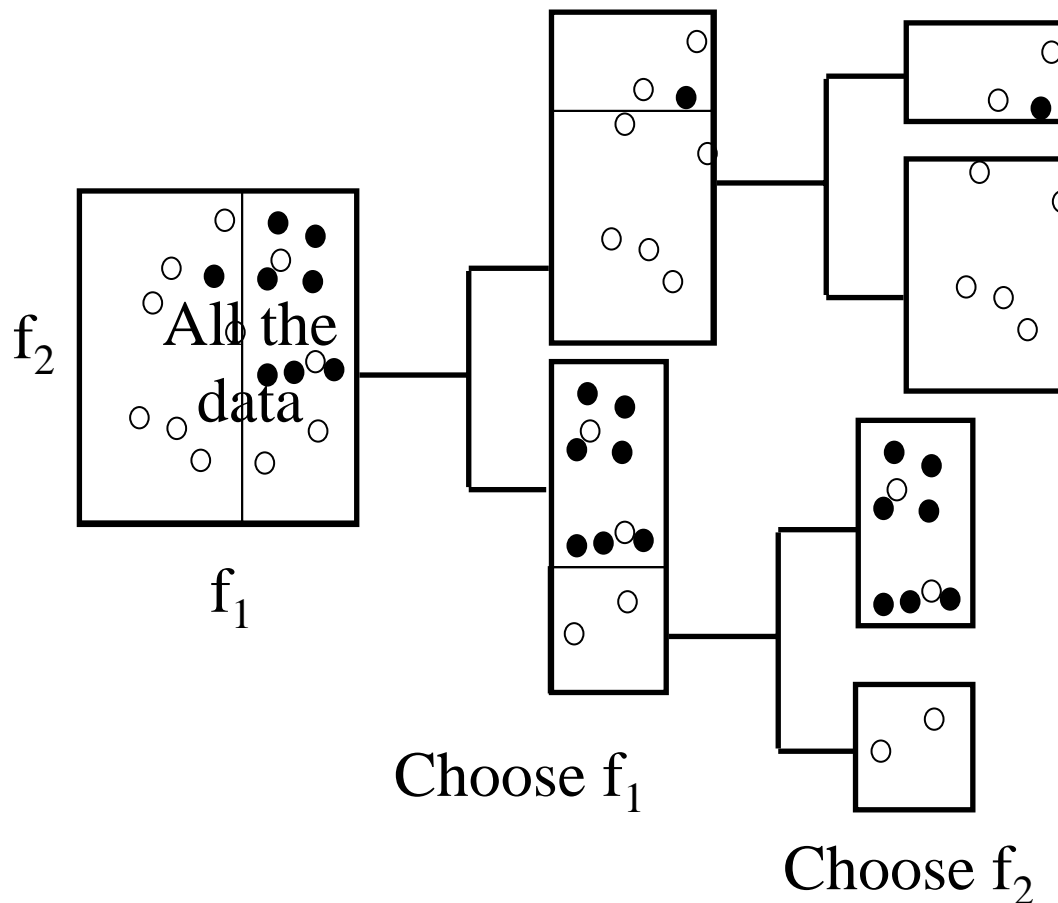 All the
data
f₂
f₁
Choose f₁
Choose f₂